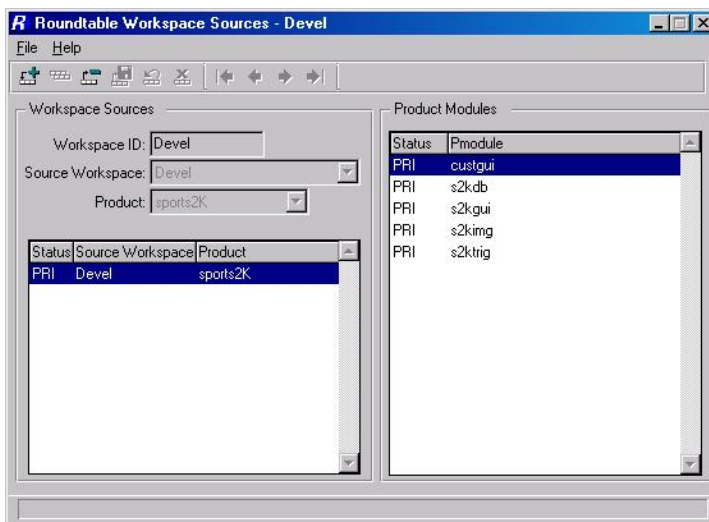 R Roundtable Workspace Sources - Devel
File Help
Workspace Sources
Workspace ID: Devel
Source Workspace: Devel
Product: sports2K
Status Source Workspace Product
PRI Devel sports2K
Product Modules
Status Pmodule
PRI custgui
PRI s2kdb
PRI s2kgui
PRI s2kimg
PRI s2ktrig